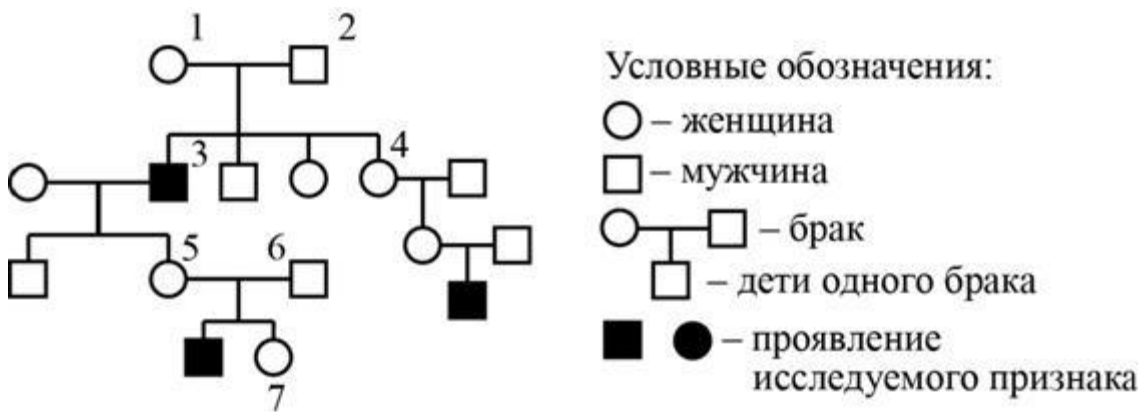 1
2
3
4
5
6
7
Условные обозначения:
– женщина
– мужчина
– брак
– дети одного брака
– проявление
исследуемого признака